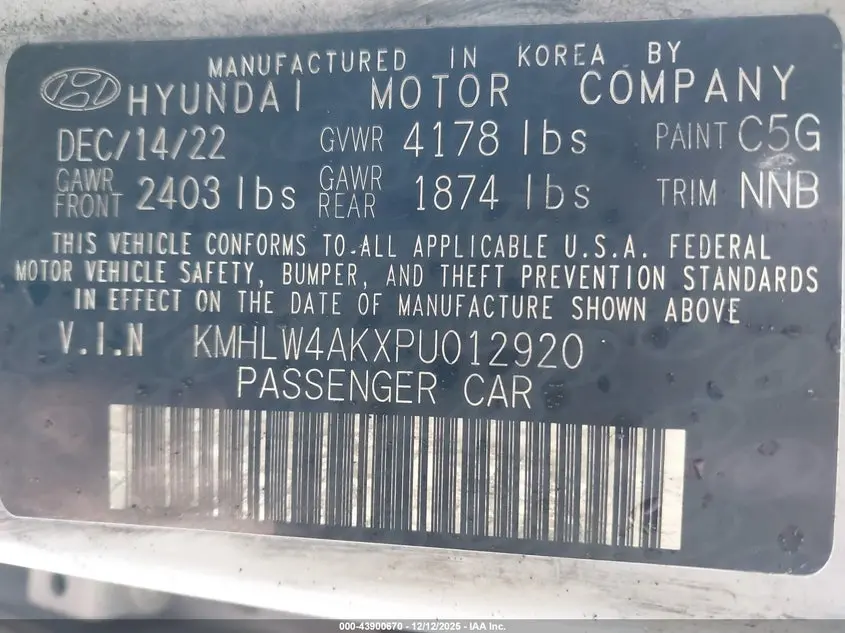 MANUFACTURED IN KOREA BY
HYUNDAI MOTOR COMPANY
DEC/14/22 GVWR 4178 lbs PAINT C5G
GAWR FRONT 2403 lbs GAWR REAR 1874 lbs TRIM NNB
THIS VEHICLE CONFORMS TO-ALL APPLICABLE U.S.A. FEDERAL
MOTOR VEHICLE SAFETY, BUMPER, AND THEFT PREVENTION STANDARDS
IN EFFECT ON THE DATE OF MANUFACTURE SHOWN ABOVE
V.I.N KMHLW4AKXPU012920
PASSENGER CAR
000-43900670 - 12/12/2025 - IAA Inc.